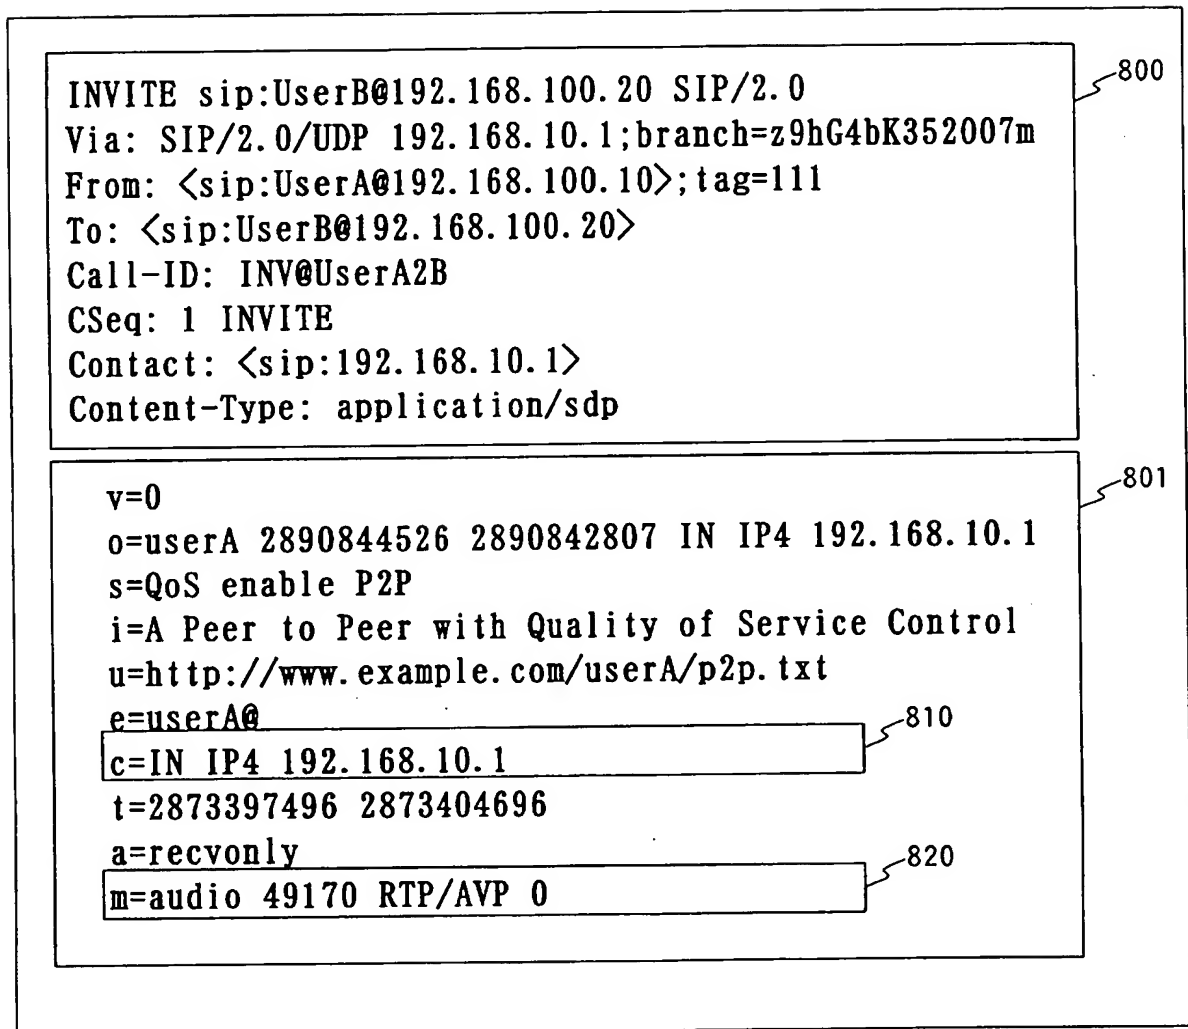 INVITE sip:UserB@192.168.100.20 SIP/2.0
800
Via: SIP/2.0/UDP 192.168.10.1;branch=z9hG4bK352007m
From: <sip:UserA@192.168.100.10>;tag=111
To: <sip:UserB@192.168.100.20>
Call-ID: INV@UserA2B
CSeq: 1 INVITE
Contact: <sip:192.168.10.1>
Content-Type: application/sdp
801
v=0
o=userA 2890844526 2890842807 IN IP4 192.168.10.1
s=QoS enable P2P
i=A Peer to Peer with Quality of Service Control
u=http://www.example.com/userA/p2p.txt
e=userA@
810
c=IN IP4 192.168.10.1
t=2873397496 2873404696
a=recvonly
820
m=audio 49170 RTP/AVP 0